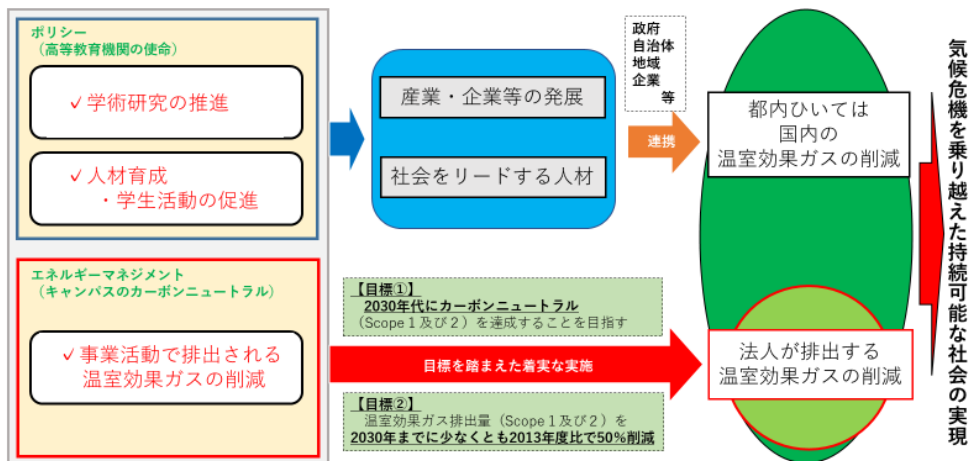 ポリシー
（高等教育機関の使命）
✓学術研究の推進
✓人材育成
・学生活動の促進
産業・企業等の発展
社会をリードする人材
政府
自治体
地域
企業
等
連携
都内ひいては
国内の
温室効果ガスの削減
エネルギーマネジメント
（キャンパスのカーボンニュートラル）
✓事業活動で排出される
温室効果ガスの削減
【目標①】
2030年代にカーボンニュートラル
（Scope１及び２）を達成することを目指す
目標を踏まえた着実な実施
【目標②】
温室効果ガス排出量（Scope１及び２）を
2030年までに少なくとも2013年度比で50%削減
法人が排出する
温室効果ガスの削減
気候危機を乗り越えた持続可能な社会の実現